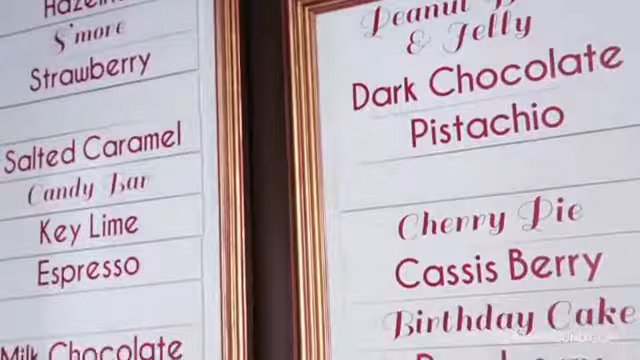 S'more
Strawberry
Salted Caramel
Candy Bar
Key Lime
Espresso
Milk Chocolate
Peanut
& Jelly
Dark Chocolate
Pistachio
Cherry Pie
Cassis Berry
Birthday Cake